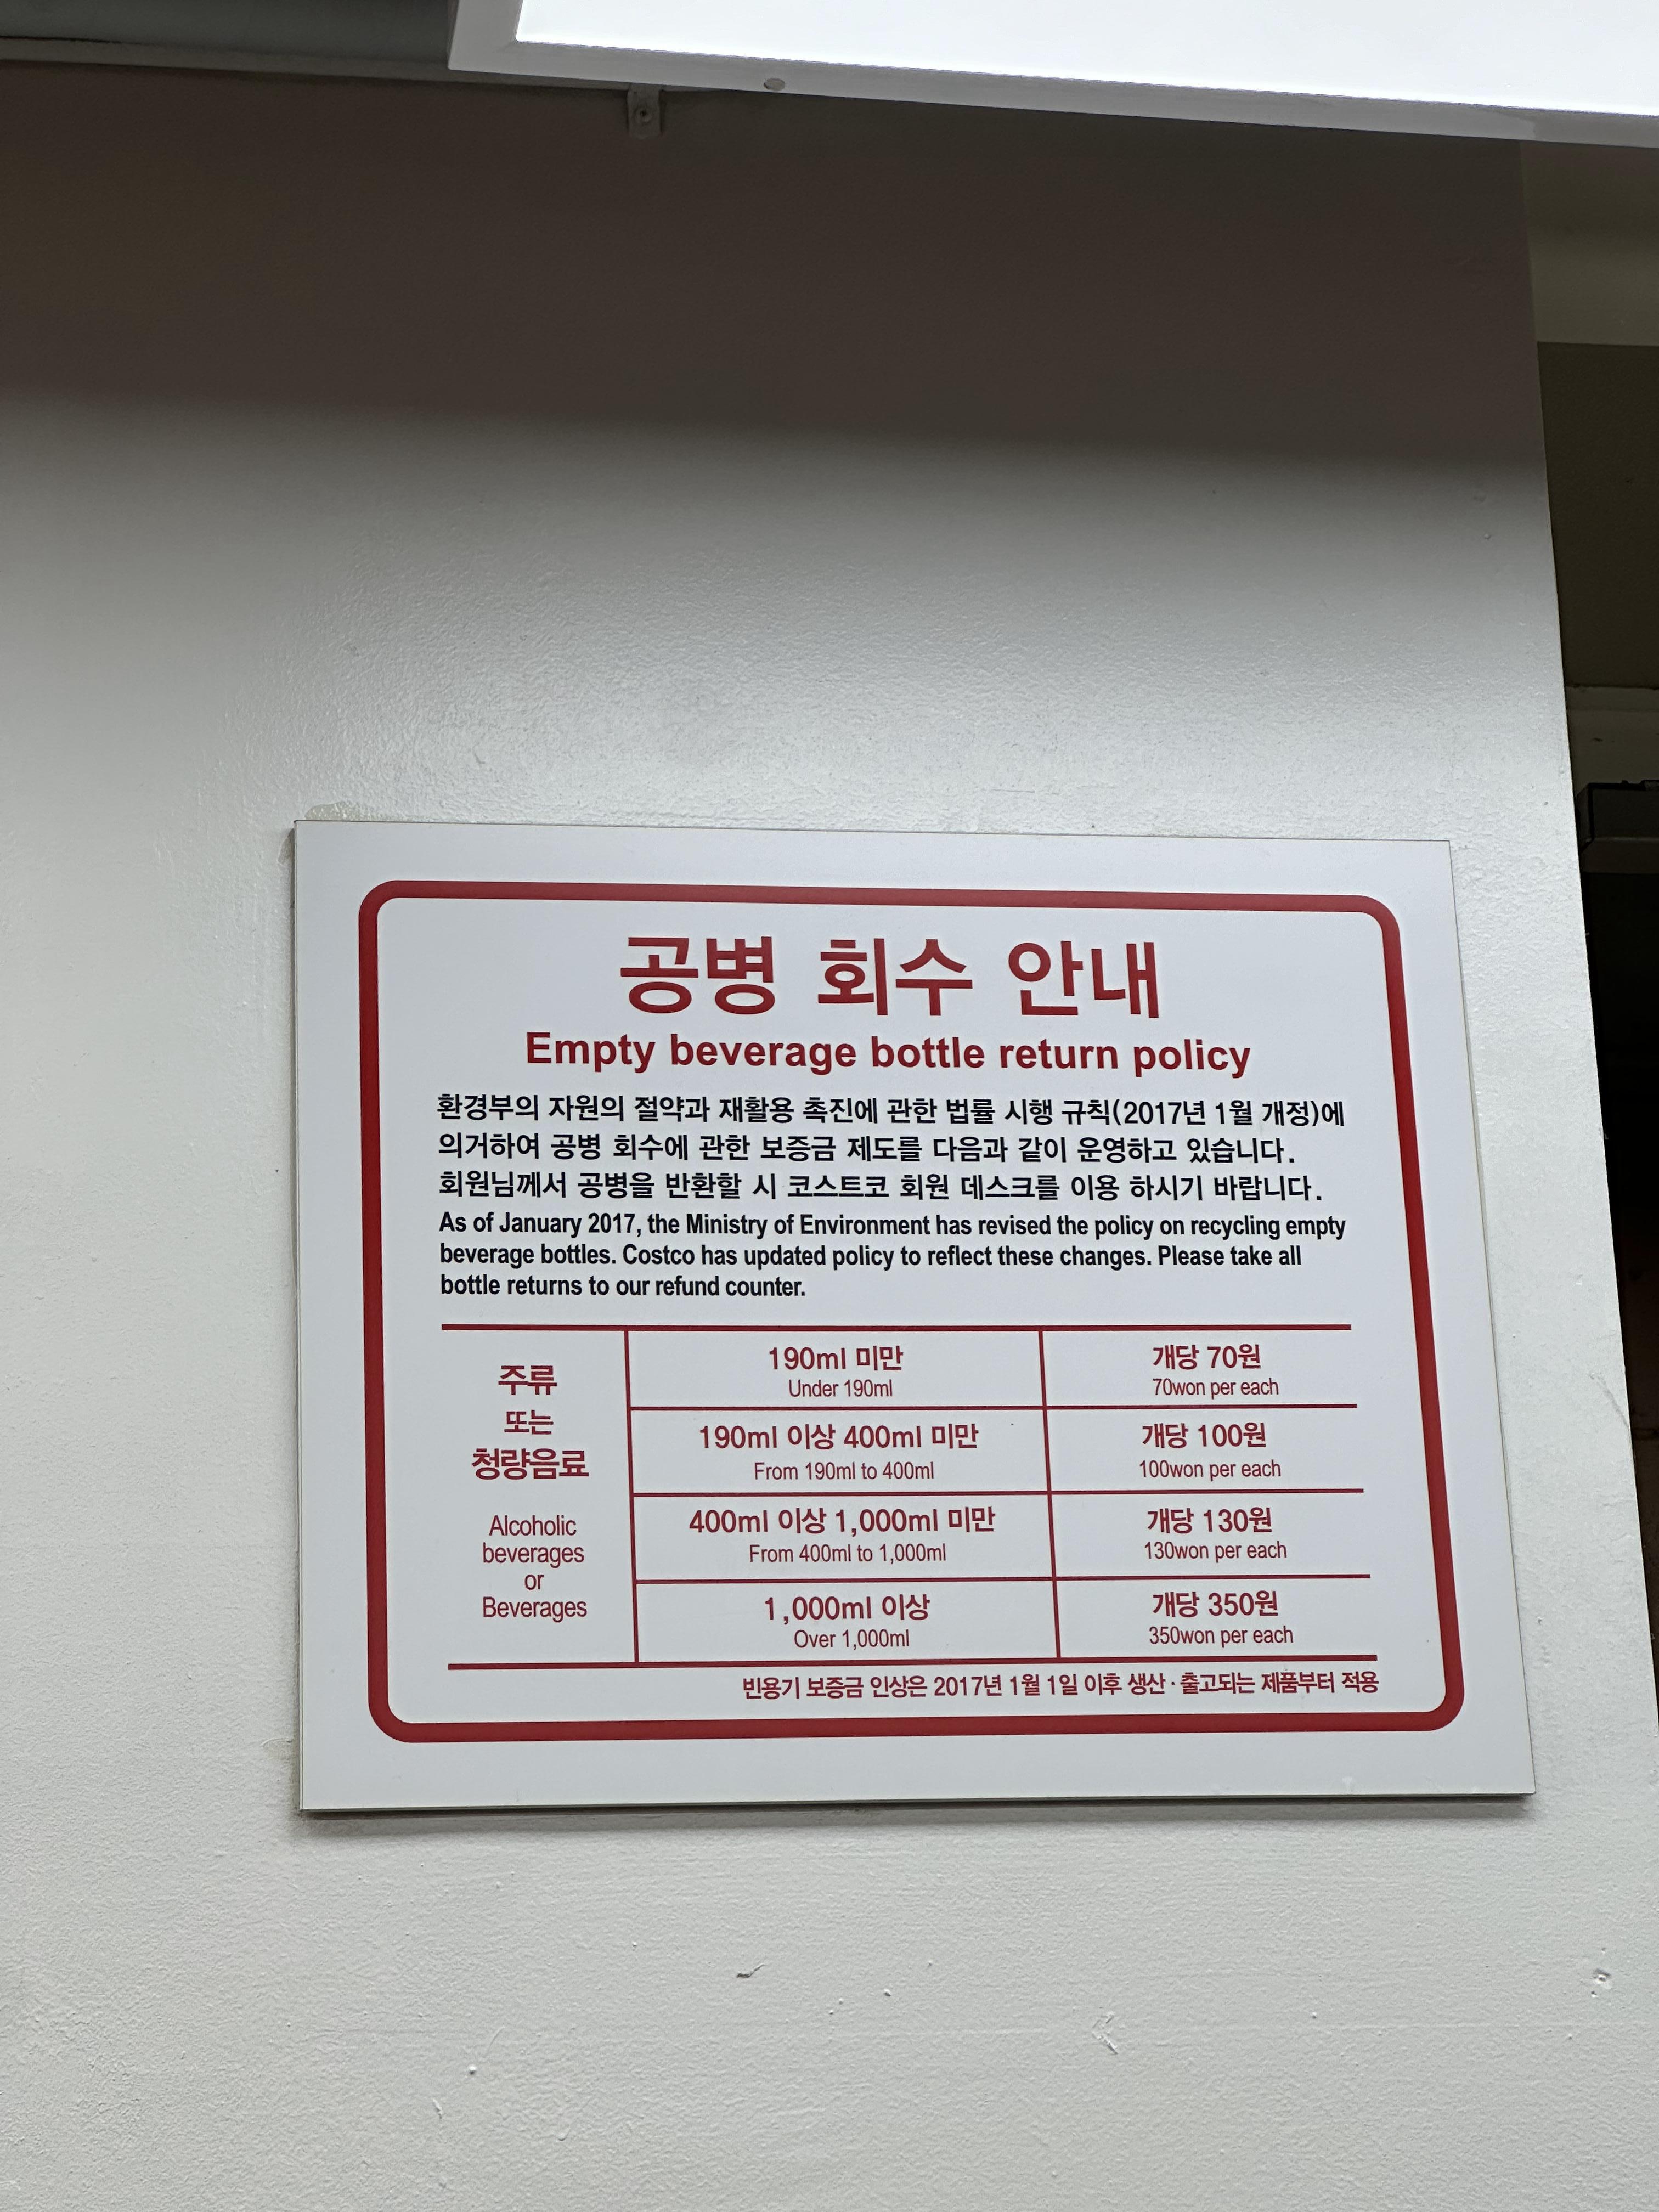 공병 회수 안내
Empty beverage bottle return policy
환경부의 자원의 절약과 재활용 촉진에 관한 법률 시행 규칙(2017년 1월 개정)에
의거하여 공병 회수에 관한 보증금 제도를 다음과 같이 운영하고 있습니다.
회원님께서 공병을 반환할 시 코스트코 회원 데스크를 이용 하시기 바랍니다.
As of January 2017, the Ministry of Environment has revised the policy on recycling empty
beverage bottles. Costco has updated policy to reflect these changes. Please take all
bottle returns to our refund counter.
주류
또는
청량음료
Alcoholic
beverages
or
Beverages
190ml 미만
Under 190ml
개당 70원
70won per each
190ml 이상 400ml 미만
From 190ml to 400ml
개당 100원
100won per each
400ml 이상 1,000ml 미만
From 400ml to 1,000ml
개당 130원
130won per each
1,000ml 이상
Over 1,000ml
개당 350원
350won per each
빈용기 보증금 인상은 2017년 1월 1일 이후 생산 · 출고되는 제품부터 적용